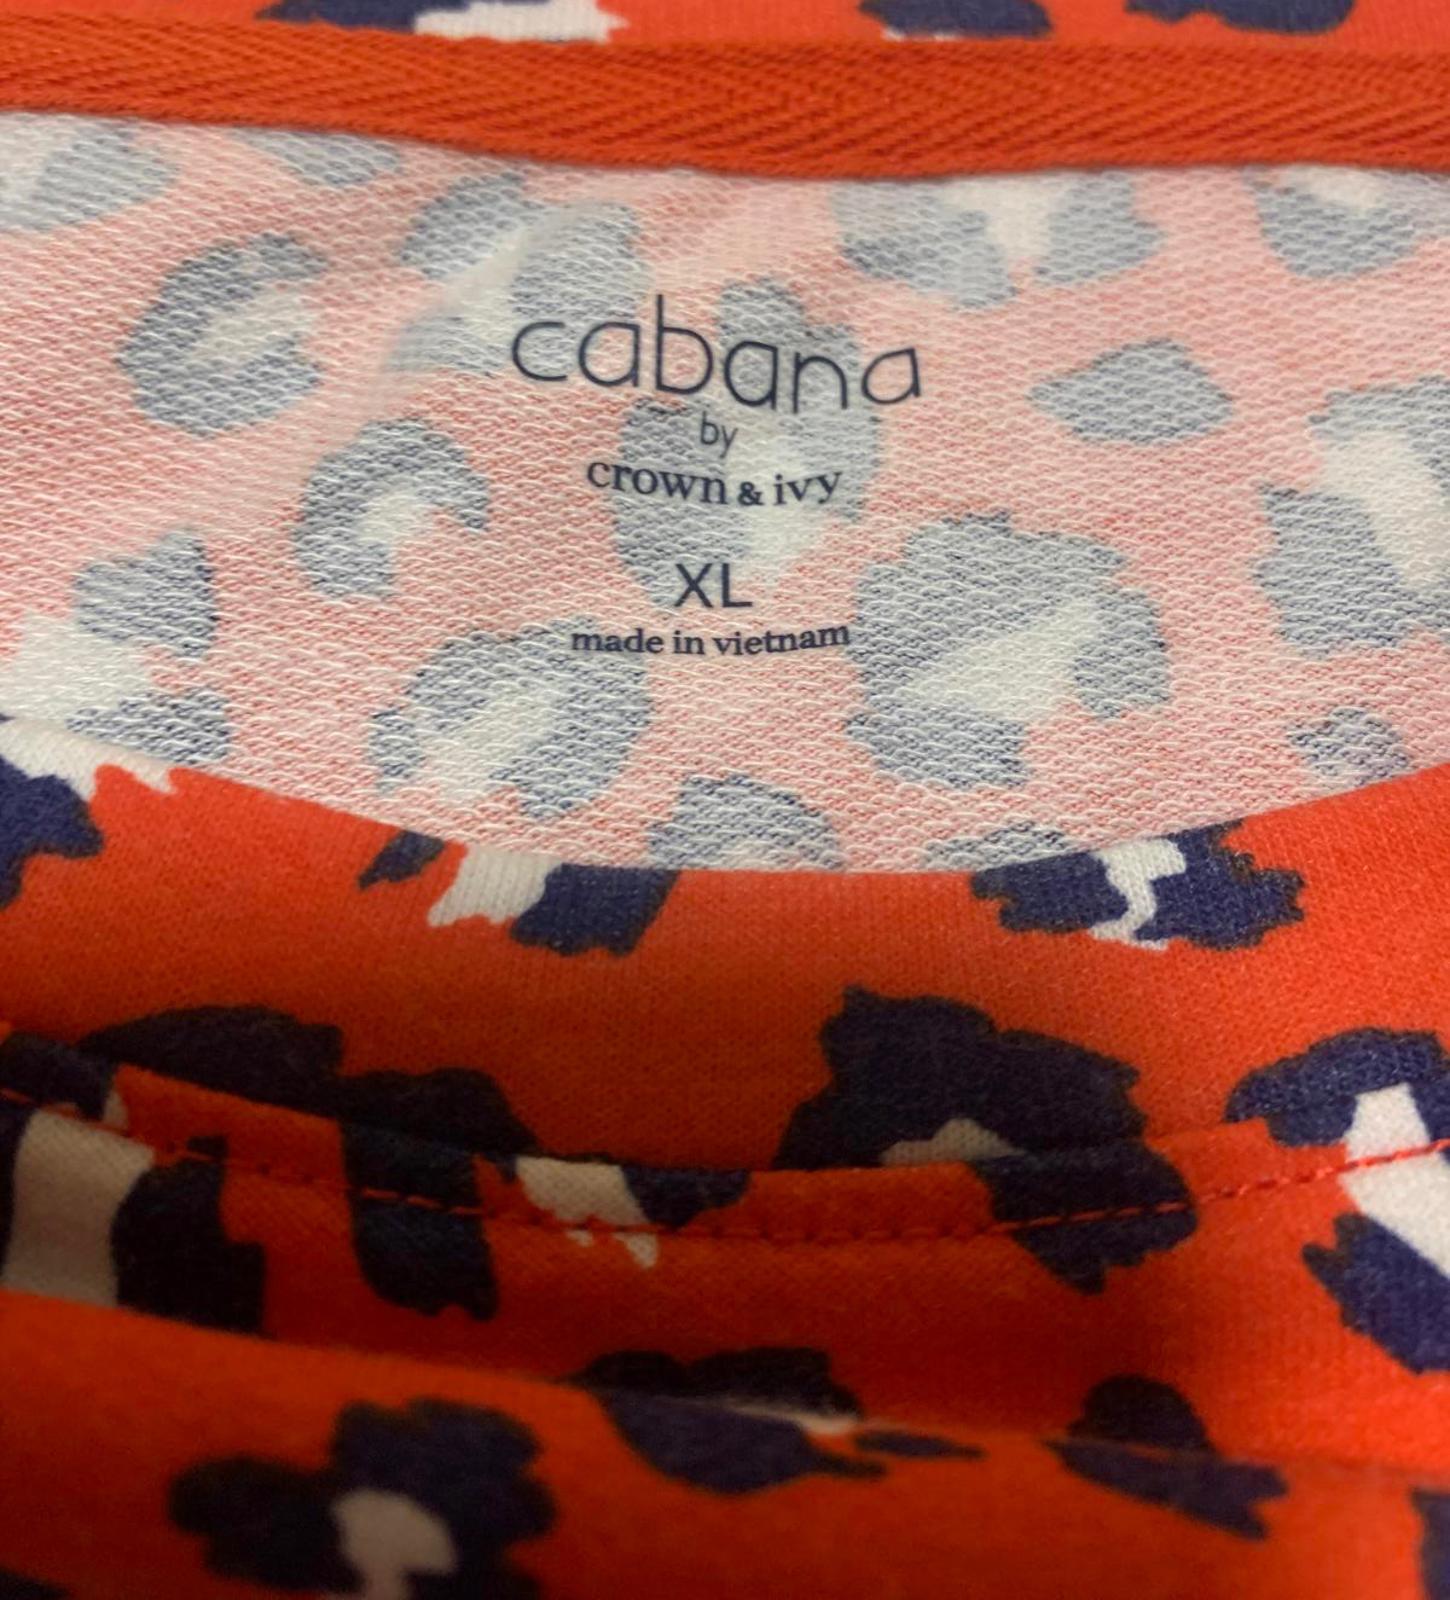 cabana
by
crown & ivy
XL
made in vietnam